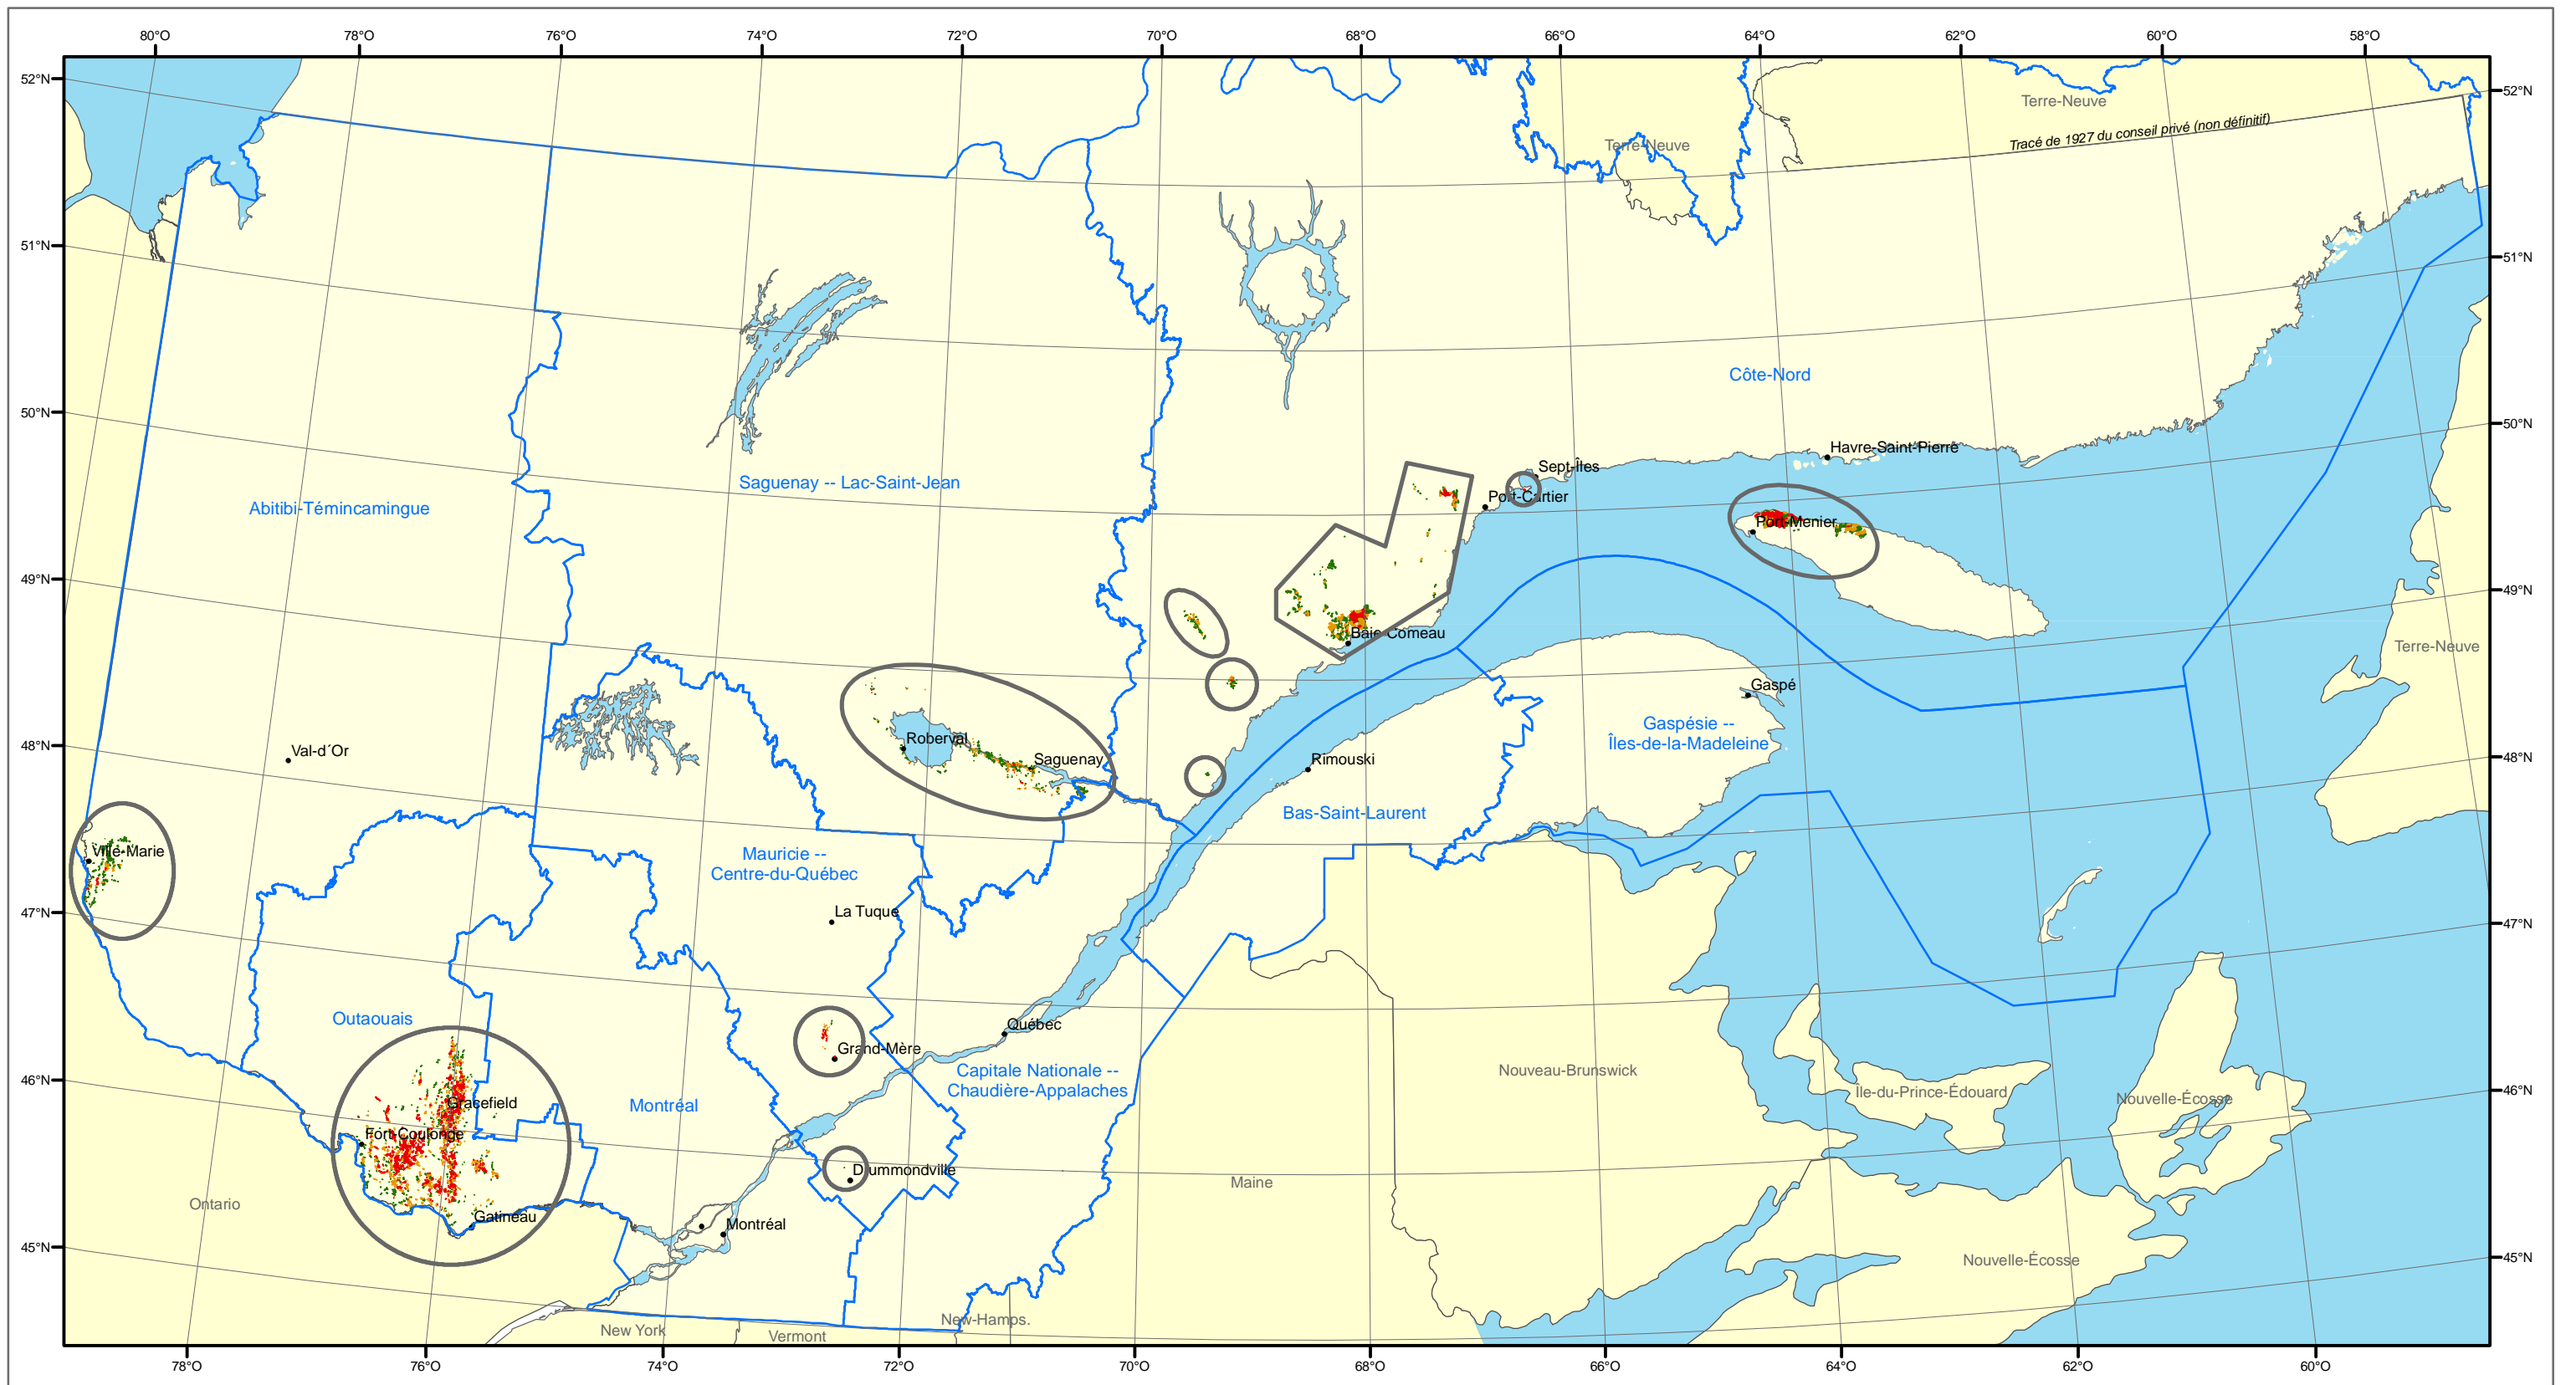 80°O 78°O 76°O 74°O 72°O 70°O 68°O 66°O 64°O 62°O 60°O 58°O
52°N
52°N
Terre-Neuve
Tracé de 1927 du conseil privé (non définitif)
Terre-Neuve
51°N
51°N
Côte-Nord
50°N
50°N
Havre-Saint-Pierre
Sept-Îles
Saguenay -- Lac-Saint-Jean
Port-Cartier
Abitibi-Témincamingue
Port-Menier
49°N
49°N
Baie-Comeau
Terre-Neuve
Gaspé
Gaspésie --
Îles-de-la-Madeleine
Roberval
48°N
48°N
Val-d´Or
Saguenay
Rimouski
Bas-Saint-Laurent
Ville-Marie
Mauricie --
Centre-du-Québec
47°N
47°N
La Tuque
Outaouais
Québec
Grand-Mère
Capitale Nationale --
Chaudière-Appalaches
Nouveau-Brunswick
46°N
46°N
Île-du-Prince-Édouard
Nouvelle-Écosse
Gracefield
Montréal
Fort-Coulonge
Drummondville
Maine
Ontario
Gatineau
Montréal
45°N
45°N
Nouvelle-Écosse
New-Hamps.
New York
Vermont
78°O 76°O 74°O 72°O 70°O 68°O 66°O 64°O 62°O 60°O